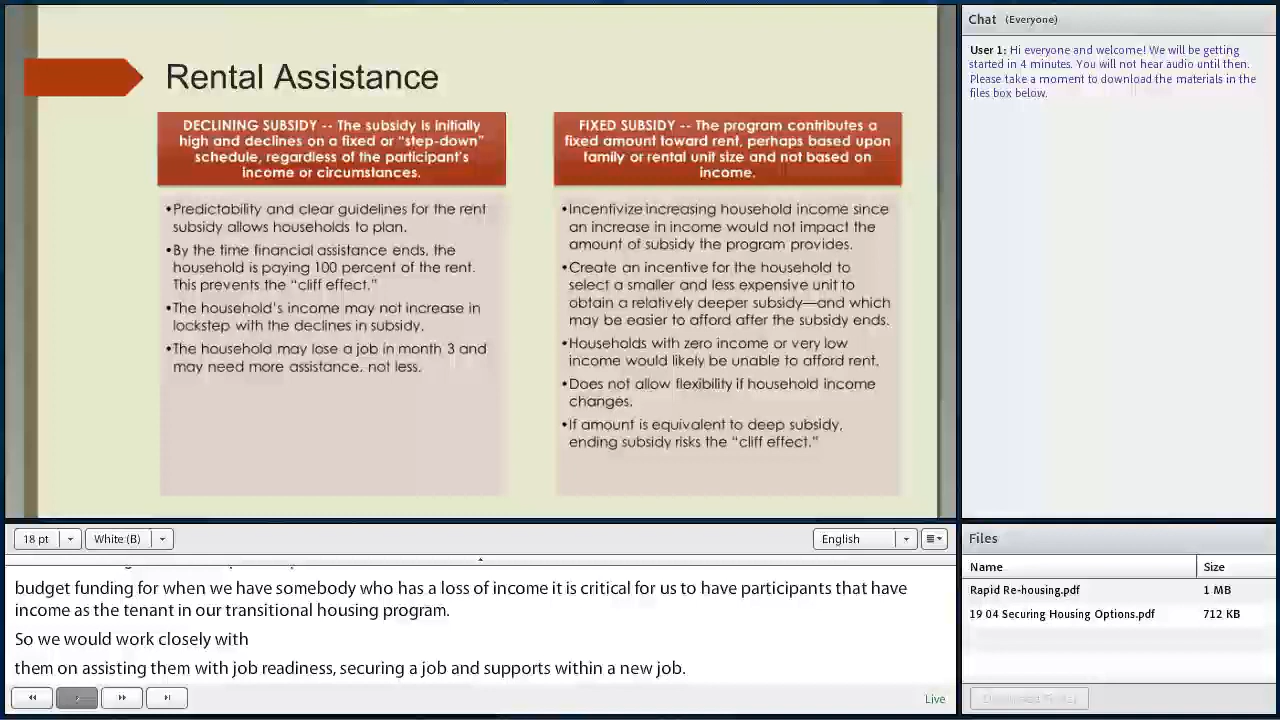 Rental Assistance
DECLINING SUBSIDY -- The subsidy is initially
high and declines on a fixed or “step-down”
schedule, regardless of the participant’s
income or circumstances.
•Predictability and clear guidelines for the rent
subsidy allows households to plan.
•By the time financial assistance ends, the
household is paying 100 percent of the rent.
This prevents the “cliff effect.”
•The household’s income may not increase in
lockstep with the declines in subsidy.
•The household may lose a job in month 3 and
may need more assistance, not less.
FIXED SUBSIDY -- The program contributes a
fixed amount toward rent, perhaps based upon
family or rental unit size and not based on
income.
•Incentivize increasing household income since
an increase in income would not impact the
amount of subsidy the program provides.
•Create an incentive for the household to
select a smaller and less expensive unit to
obtain a relatively deeper subsidy—and which
may be easier to afford after the subsidy ends.
•Households with zero income or very low
income would likely be unable to afford rent.
•Does not allow flexibility if household income
changes.
•If amount is equivalent to deep subsidy,
ending subsidy risks the “cliff effect.”
Chat (Everyone)
User 1: Hi everyone and welcome! We will be getting
started in 4 minutes. You will not hear audio until then.
Please take a moment to download the materials in the
files box below.
18 pt
White (B)
English
budget funding for when we have somebody who has a loss of income it is critical for us to have participants that have
income as the tenant in our transitional housing program.
So we would work closely with
them on assisting them with job readiness, securing a job and supports within a new job.
Live
Files
Name Size
Rapid Re-housing.pdf 1 MB
19 04 Securing Housing Options.pdf 712 KB